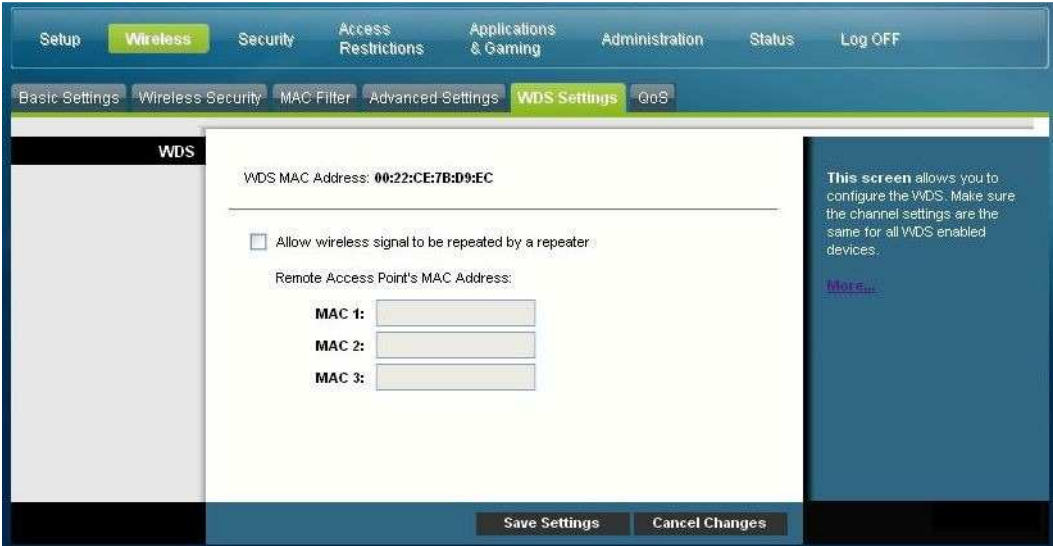 Setup Wireless Security Access Restrictions Applications & Gaming Administration Status Log OFF
Basic Settings Wireless Security MAC Filter Advanced Settings WDS Settings QoS
WDS
WDS MAC Address: 00:22:CE:7B:D9:EC
Allow wireless signal to be repeated by a repeater
Remote Access Point's MAC Address:
MAC 1:
MAC 2:
MAC 3:
This screen allows you to
configure the WDS. Make sure
the channel settings are the
same for all WDS enabled
devices.
More...
Save Settings Cancel Changes